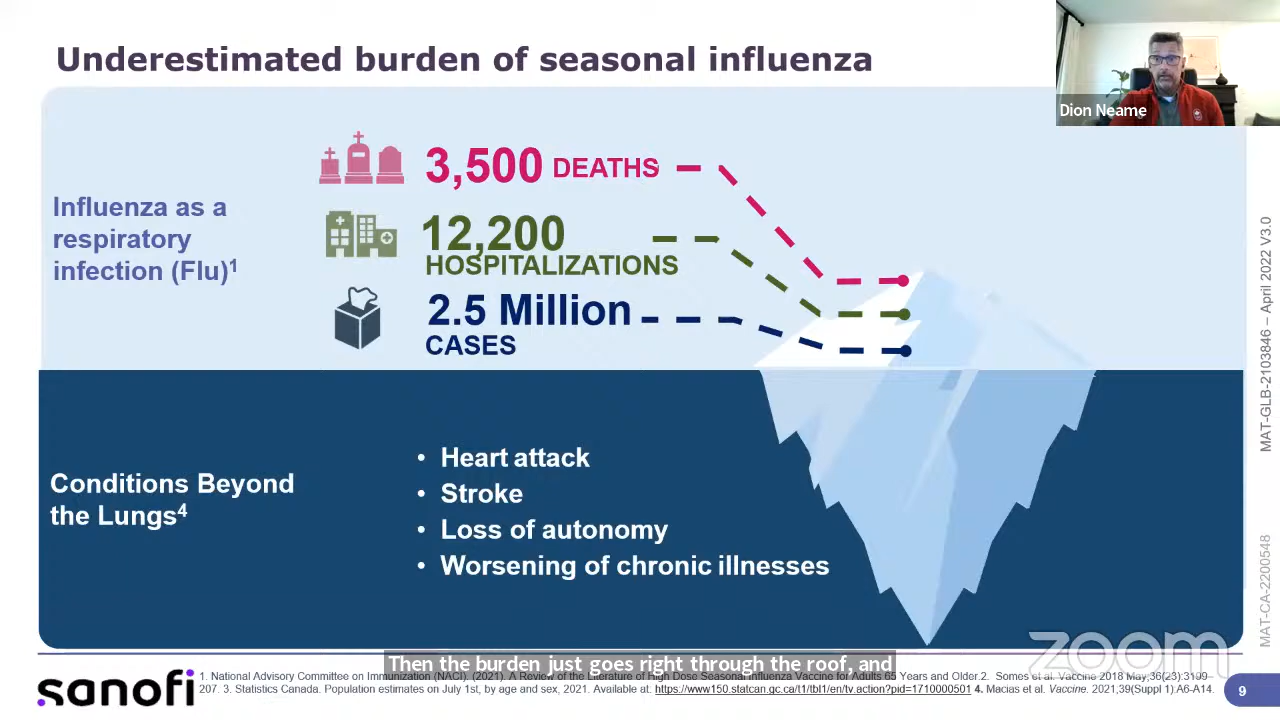 Underestimated burden of seasonal influenza
Dion Neame
3,500 DEATHS
Influenza as a
respiratory
infection (Flu)1
12,200
HOSPITALIZATIONS
2.5 Million
CASES
Conditions Beyond
the Lungs4
• Heart attack
• Stroke
• Loss of autonomy
• Worsening of chronic illnesses
MAT-GLB-2103846 – April 2022 V3.0
MAT-CA-2200548
zoom
Then the burden just goes right through the roof, and
sanofi
1. National Advisory Committee on Immunization (NACI). (2021). A Review of the Literature of High Dose Seasonal Influenza Vaccine for Adults 65 Years and Older.2. Somes et al. Vaccine 2018 May;36(23):3199-
207. 3. Statistics Canada. Population estimates on July 1st, by age and sex, 2021. Available at: https://www150.statcan.gc.ca/t1/tbl1/en/tv.action?pid=1710000501 4. Macias et al. Vaccine. 2021;39(Suppl 1):A6-A14.
9